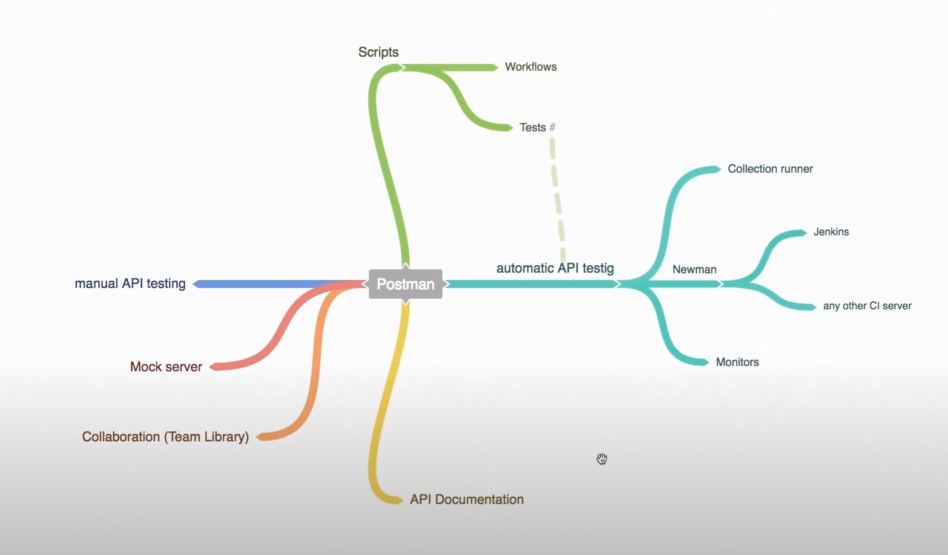 Scripts
Workflows
Tests #
Collection runner
Jenkins
automatic API testig
Newman
manual API testing
Postman
any other CI server
Monitors
Mock server
Collaboration (Team Library)
API Documentation